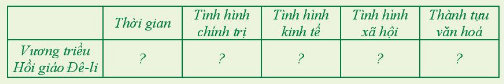 Thời gian
Tình hình chính trị
Tình hình kinh tế
Tình hình xã hội
Thành tựu văn hoá
Vương triều Hồi giáo Đê-li
? ? ? ? ?